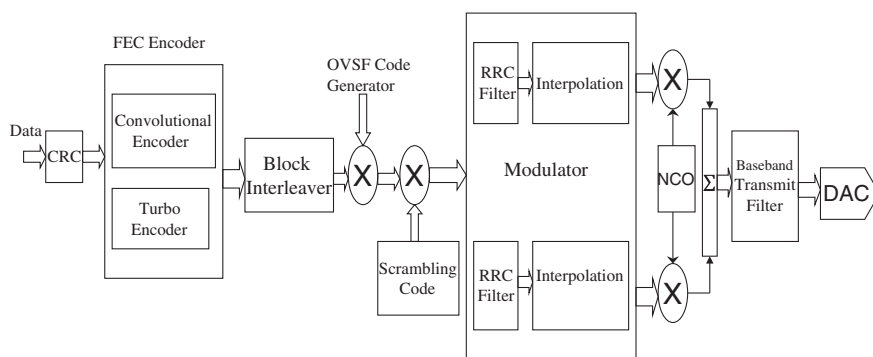 FEC Encoder
Data
CRC
Convolutional
Encoder
Turbo
Encoder
Block
Interleaver
OVSF Code
Generator
X
X
Scrambling
Code
Modulator
RRC
Filter
Interpolation
RRC
Filter
Interpolation
X
NCO
X
Σ
Baseband
Transmit
Filter
DAC